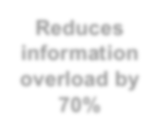 Reduces
information
overload by
70%